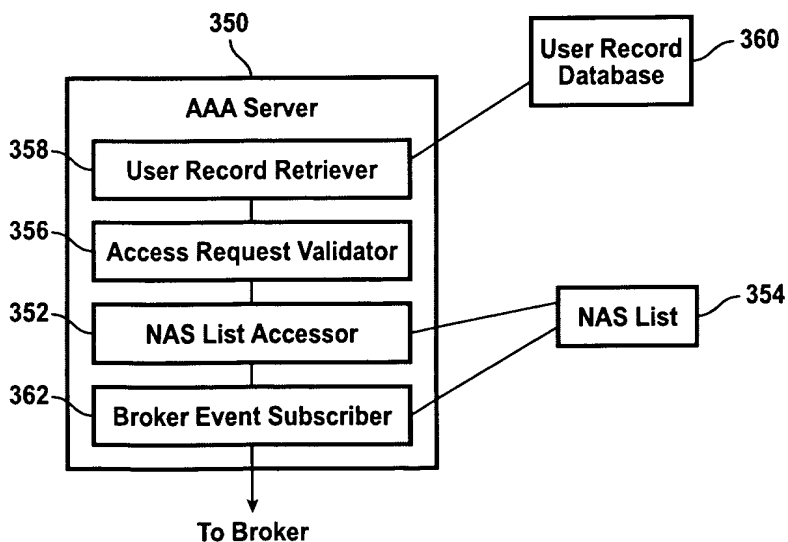 350
User Record
Database
360
AAA Server
358
User Record Retriever
356
Access Request Validator
352
NAS List Accessor
NAS List
354
362
Broker Event Subscriber
To Broker